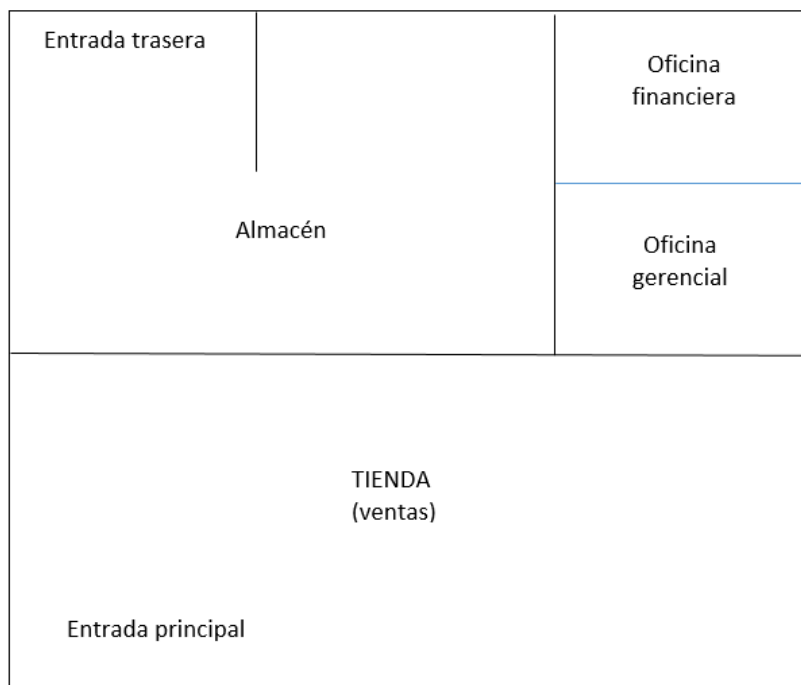 Entrada trasera
Oficina
financiera
Almacén
Oficina
gerencial
TIENDA
(ventas)
Entrada principal